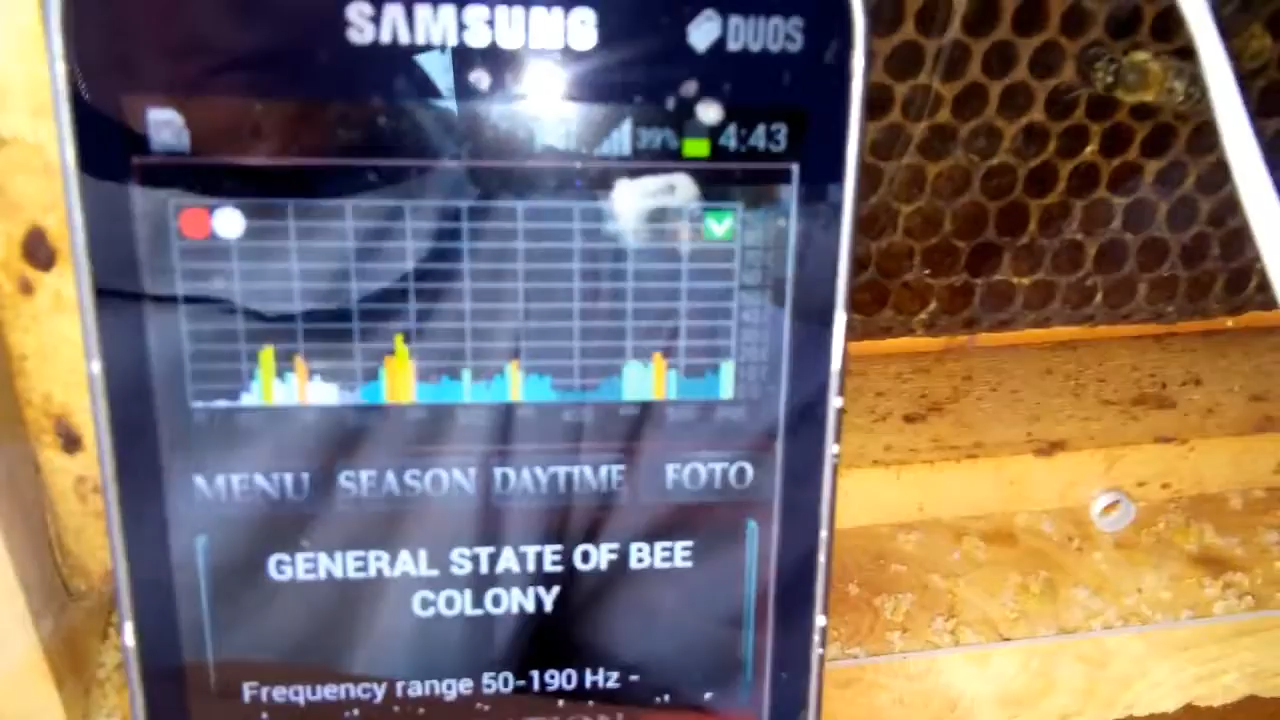 SAMSUNG DUOS
39% 4:43
MENU SEASON DAYTIME FOTO
GENERAL STATE OF BEE
COLONY
Frequency range 50-190 Hz -